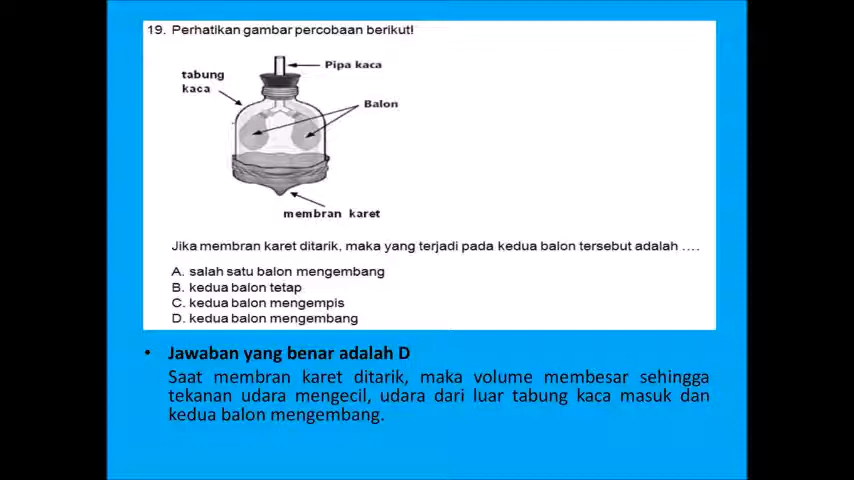 19. Perhatikan gambar percobaan berikut!
Pipa kaca
tabung
kaca
Balon
membran karet
Jika membran karet ditarik, maka yang terjadi pada kedua balon tersebut adalah ....
A. salah satu balon mengembang
B. kedua balon tetap
C. kedua balon mengempis
D. kedua balon mengembang
• Jawaban yang benar adalah D
Saat membran karet ditarik, maka volume membesar sehingga
tekanan udara mengecil, udara dari luar tabung kaca masuk dan
kedua balon mengembang.